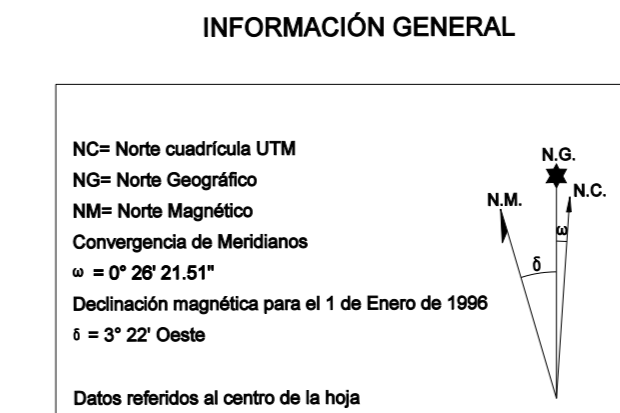 INFORMACIÓN GENERAL
NC= Norte cuadrícula UTM
NG= Norte Geográfico
NM= Norte Magnético
Convergencia de Meridianos
ω = 0° 26' 21.51"
Declinación magnética para el 1 de Enero de 1996
δ = 3° 22' Oeste
Datos referidos al centro de la hoja
N.G.
N.M.
N.C.
ω
δ